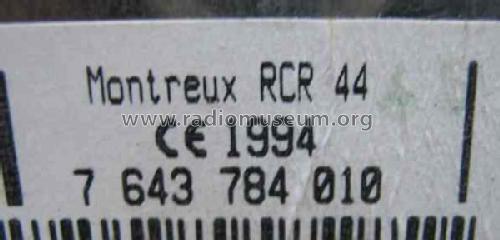 Montreux RCR 44
www.radiomuseum.org
CE 1994
7 643 784 010